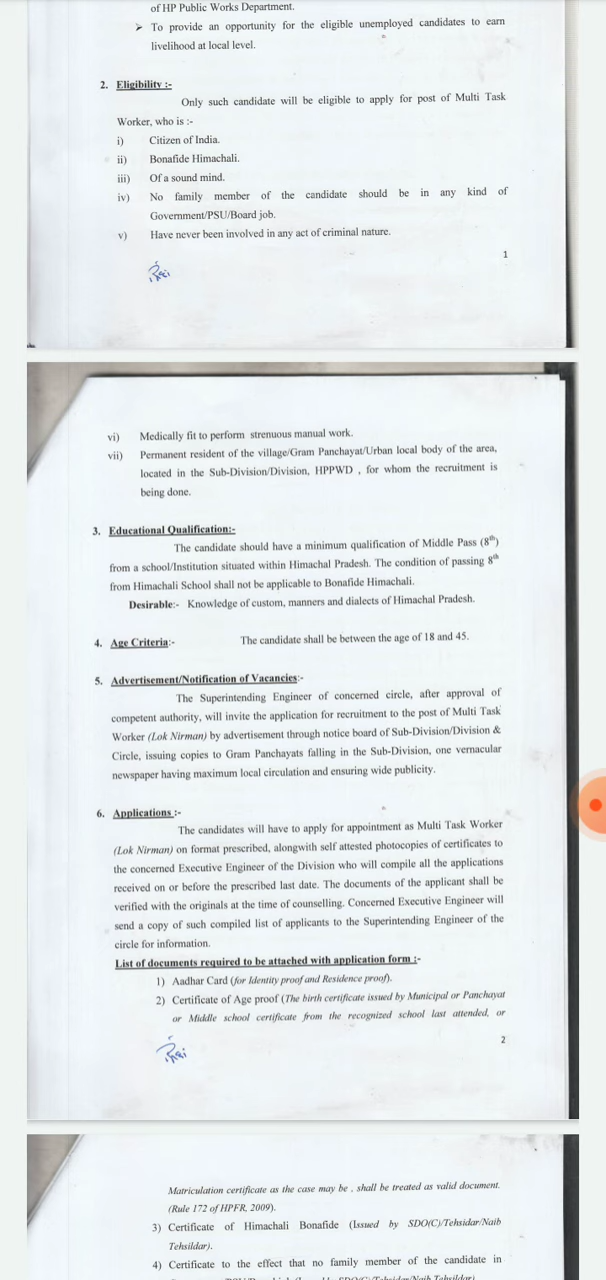 of HP Public Works Department.
➢ To provide an opportunity for the eligible unemployed candidates to earn
livelihood at local level.
2. Eligibility :-
Only such candidate will be eligible to apply for post of Multi Task
Worker, who is :-
i) Citizen of India.
ii) Bonafide Himachali.
iii) Of a sound mind.
iv) No family member of the candidate should be in any kind of
Government/PSU/Board job.
v) Have never been involved in any act of criminal nature.
1
vi) Medically fit to perform strenuous manual work.
vii) Permanent resident of the village/Gram Panchayat/Urban local body of the area,
located in the Sub-Division/Division, HPPWD , for whom the recruitment is
being done.
3. Educational Qualification:-
The candidate should have a minimum qualification of Middle Pass (8th)
from a school/Institution situated within Himachal Pradesh. The condition of passing 8th
from Himachali School shall not be applicable to Bonafide Himachali.
Desirable:- Knowledge of custom, manners and dialects of Himachal Pradesh.
4. Age Criteria:- The candidate shall be between the age of 18 and 45.
5. Advertisement/Notification of Vacancies:-
The Superintending Engineer of concerned circle, after approval of
competent authority, will invite the application for recruitment to the post of Multi Task
Worker (Lok Nirman) by advertisement through notice board of Sub-Division/Division &
Circle, issuing copies to Gram Panchayats falling in the Sub-Division, one vernacular
newspaper having maximum local circulation and ensuring wide publicity.
6. Applications :-
The candidates will have to apply for appointment as Multi Task Worker
(Lok Nirman) on format prescribed, alongwith self attested photocopies of certificates to
the concerned Executive Engineer of the Division who will compile all the applications
received on or before the prescribed last date. The documents of the applicant shall be
verified with the originals at the time of counselling. Concerned Executive Engineer will
send a copy of such compiled list of applicants to the Superintending Engineer of the
circle for information.
List of documents required to be attached with application form :-
1) Aadhar Card (for Identity proof and Residence proof).
2) Certificate of Age proof (The birth certificate issued by Municipal or Panchayat
or Middle school certificate from the recognized school last attended, or
2
Matriculation certificate as the case may be , shall be treated as valid document.
(Rule 172 of HPFR, 2009).
3) Certificate of Himachali Bonafide (Issued by SDO(C)/Tehsidar/Naib
Tehsildar).
4) Certificate to the effect that no family member of the candidate in